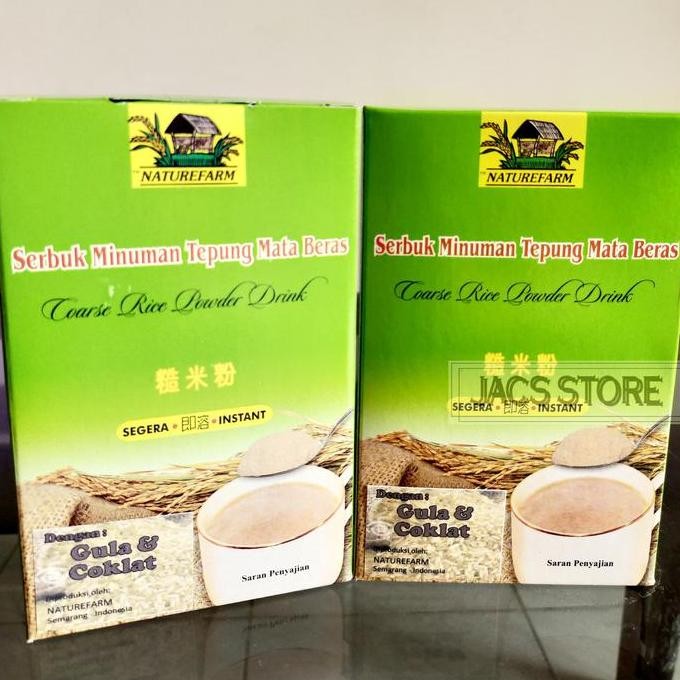 NATUREFARM
Serbuk Minuman Tepung Mata Beras
Coarse Rice Powder Drink
糙米粉
SEGERA • 即溶 • INSTANT
Dengan :
Gula &
Coklat
Diproduksi oleh:
NATUREFARM
Semarang - Indonesia
Saran Penyajian
NATUREFARM
Serbuk Minuman Tepung Mata Beras
Coarse Rice Powder Drink
糙米粉
JACS STORE
SEGERA • 即溶 • INSTANT
Dengan :
Gula &
Coklat
Diproduksi oleh:
NATUREFARM
Semarang - Indonesia
Saran Penyajian